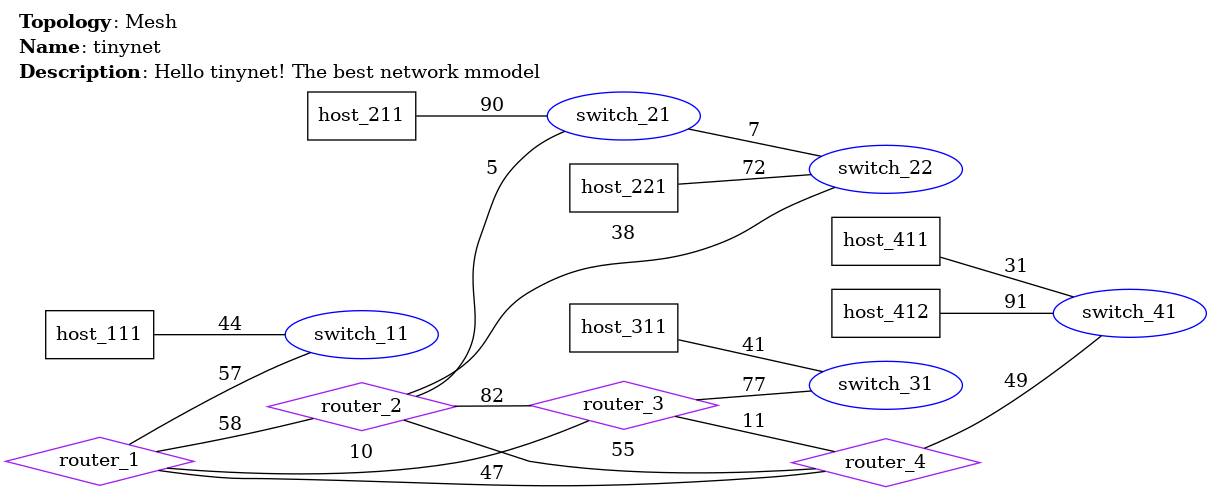 Topology: Mesh
Name: tinynet
Description: Hello tinynet! The best network mmodel
host_211
90
switch_21
7
switch_22
5
host_221
72
38
host_411
31
host_412
91
switch_41
host_111
44
switch_11
host_311
41
57
switch_31
77
49
router_2
82
router_3
58
11
10
55
router_1
47
router_4